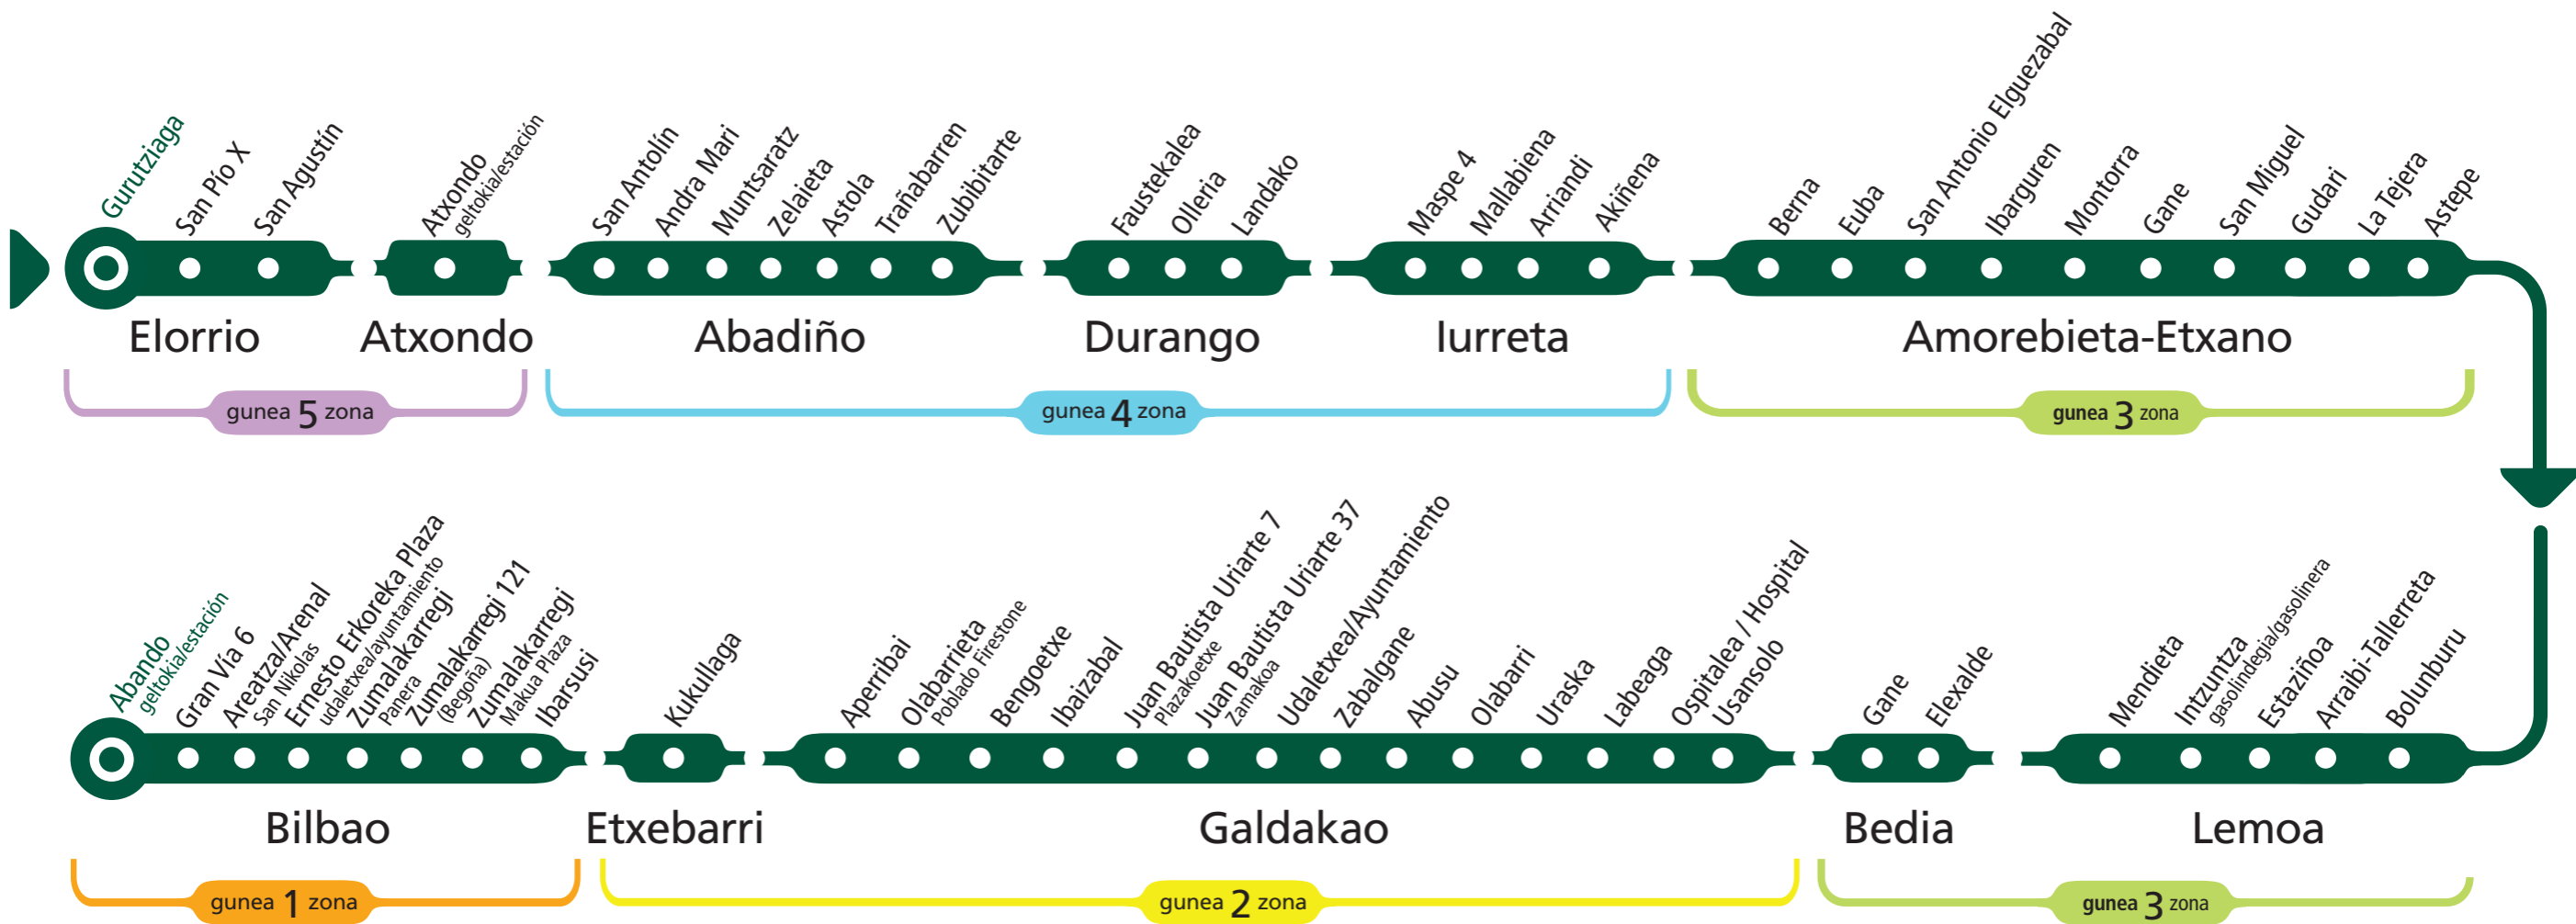 Gurutziaga
San Pío X
San Agustín
Atxondo
geltokia/estación
San Antolín
Andra Mari
Muntsaratz
Zelaieta
Astola
Trañabarren
Zubibitarte
Faustekalea
Olleria
Landako
Maspe 4
Mallabiena
Arriandi
Akiñena
Berna
Euba
San Antonio Elguezabal
Ibarguren
Montorra
Gane
San Miguel
Gudari
La Tejera
Astepe
Elorrio
Atxondo
Abadiño
Durango
Iurreta
Amorebieta-Etxano
gunea 5 zona
gunea 4 zona
gunea 3 zona
Abando
geltokia/estación
Gran Vía 6
Areatza/Arenal
San Nikolas
Ernesto Erkoreka Plaza
udaletxea/ayuntamiento
Zumalakarregi
Panera
Zumalakarregi 121
(Begoña)
Zumalakarregi
Makua Plaza
Ibarsusi
Kukullaga
Aperribai
Olabarrieta
Poblado Firestone
Bengoetxe
Ibaizabal
Juan Bautista Uriarte 7
Plazakoetxe
Juan Bautista Uriarte 37
Zamakoa
Udaletxea/Ayuntamiento
Zabalgane
Abusu
Olabarri
Uraska
Labeaga
Ospitalea / Hospital
Usansolo
Gane
Elexalde
Mendieta
Intzuntza
gasolindegia/gasolinera
Estaziñoa
Arraibi-Tallerreta
Bolunburu
Bilbao
Etxebarri
Galdakao
Bedia
Lemoa
gunea 1 zona
gunea 2 zona
gunea 3 zona